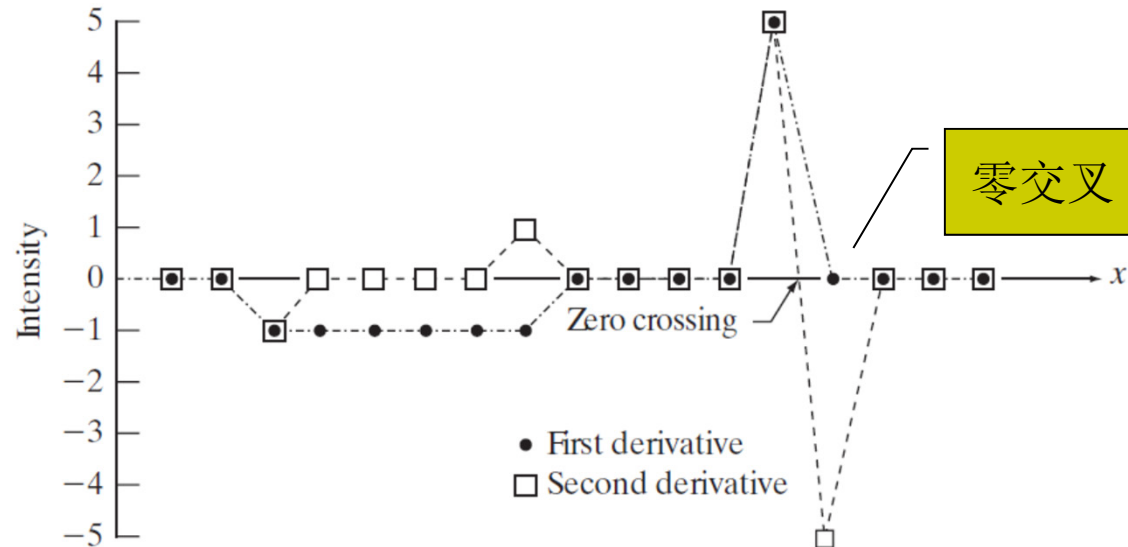 5
4
3
2
1
0
−1
−2
−3
−4
−5
Intensity
x
零交叉
Zero crossing
First derivative
Second derivative